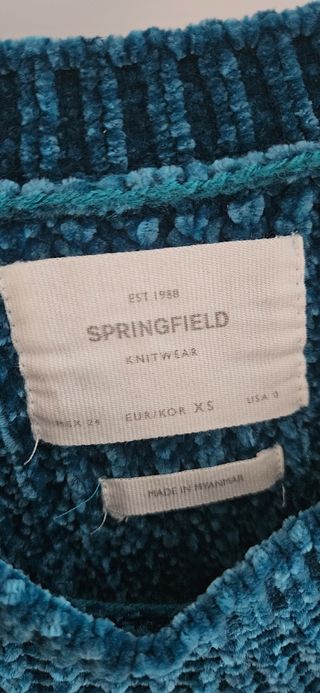 EST 1988
SPRINGFIELD
KNITWEAR
MEX 24 EUR/KOR XS USA 0
MADE IN MYANMAR